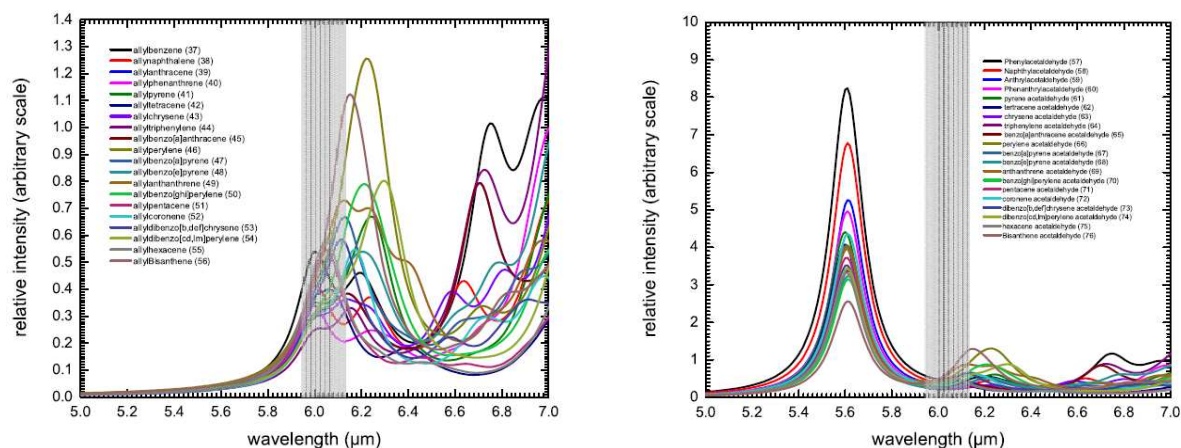 relative intensity (arbitrary scale)
1.4
1.3
1.2
1.1
1.0
0.9
0.8
0.7
0.6
0.5
0.4
0.3
0.2
0.1
0.0
allylbenzene (37)
allynaphthalene (38)
allylanthracene (39)
allylphenanthrene (40)
allylpyrene (41)
allyltetracene (42)
allylchrysene (43)
allyltriphenylene (44)
allylbenzo[a]anthracene (45)
allylperylene (46)
allylbenzo[a]pyrene (47)
allylbenzo[e]pyrene (48)
allylanthanthrene (49)
allylbenzo[ghi]perylene (50)
allylpentacene (51)
allylcoronene (52)
allyldibenzo[b,def]chrysene (53)
allyldibenzo[cd,lm]perylene (54)
allylhexacene (55)
allylBisanthene (56)
5.0 5.2 5.4 5.6 5.8 6.0 6.2 6.4 6.6 6.8 7.0
wavelength (µm)
relative intensity (arbitrary scale)
10
9
8
7
6
5
4
3
2
1
0
Phenylacetaldehyde (57)
Naphthylacetaldehyde (58)
Anthrylacetaldehyde (59)
Phenanthrylacetaldehyde (60)
pyrene acetaldehyde (61)
tertracene acetaldehyde (62)
chrysene acetaldehyde (63)
triphenylene acetaldehyde (64)
benzo[a]anthracene acetaldehyde (65)
perylene acetaldehyde (66)
benzo[a]pyrene acetaldehyde (67)
benzo[e]pyrene acetaldehyde (68)
anthanthrene acetaldehyde (69)
benzo[ghi]perylene acetaldehyde (70)
pentacene acetaldehyde (71)
coronene acetaldehyde (72)
dibenzo[b,def]chrysene acetaldehyde (73)
dibenzo[cd,lm]perylene acetaldehyde (74)
hexacene acetaldehyde (75)
Bisanthene acetaldehyde (76)
5.0 5.2 5.4 5.6 5.8 6.0 6.2 6.4 6.6 6.8 7.0
wavelength (µm)